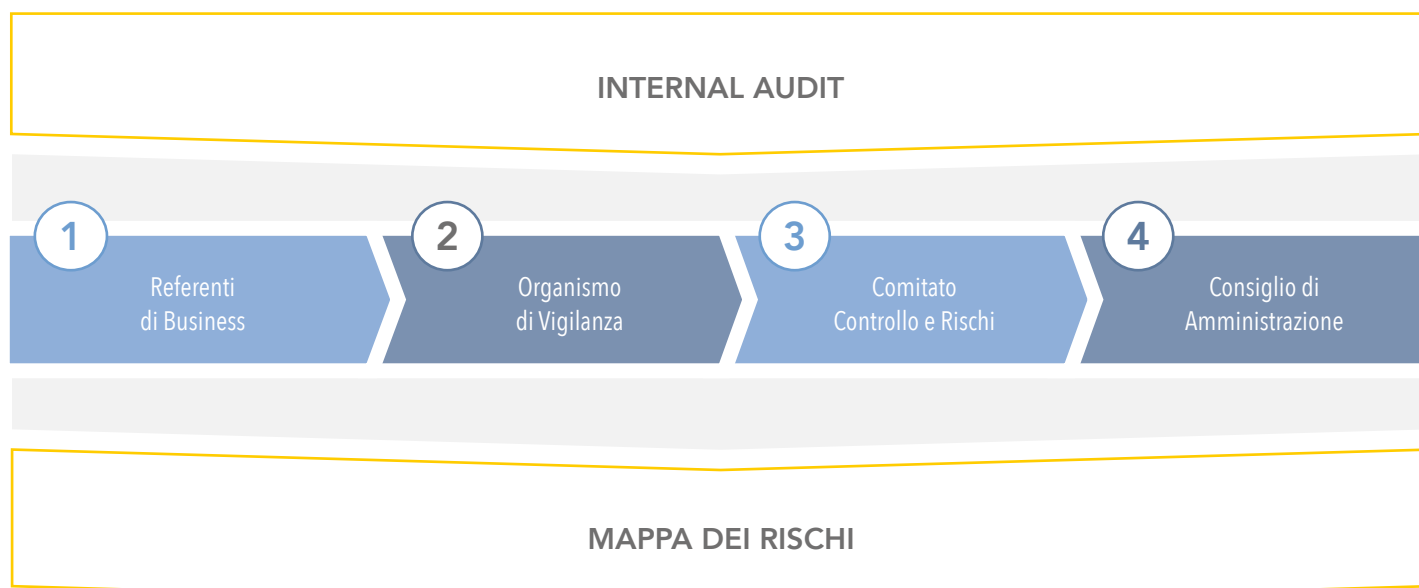 INTERNAL AUDIT
1
Referenti
di Business
2
Organismo
di Vigilanza
3
Comitato
Controllo e Rischi
4
Consiglio di
Amministrazione
MAPPA DEI RISCHI